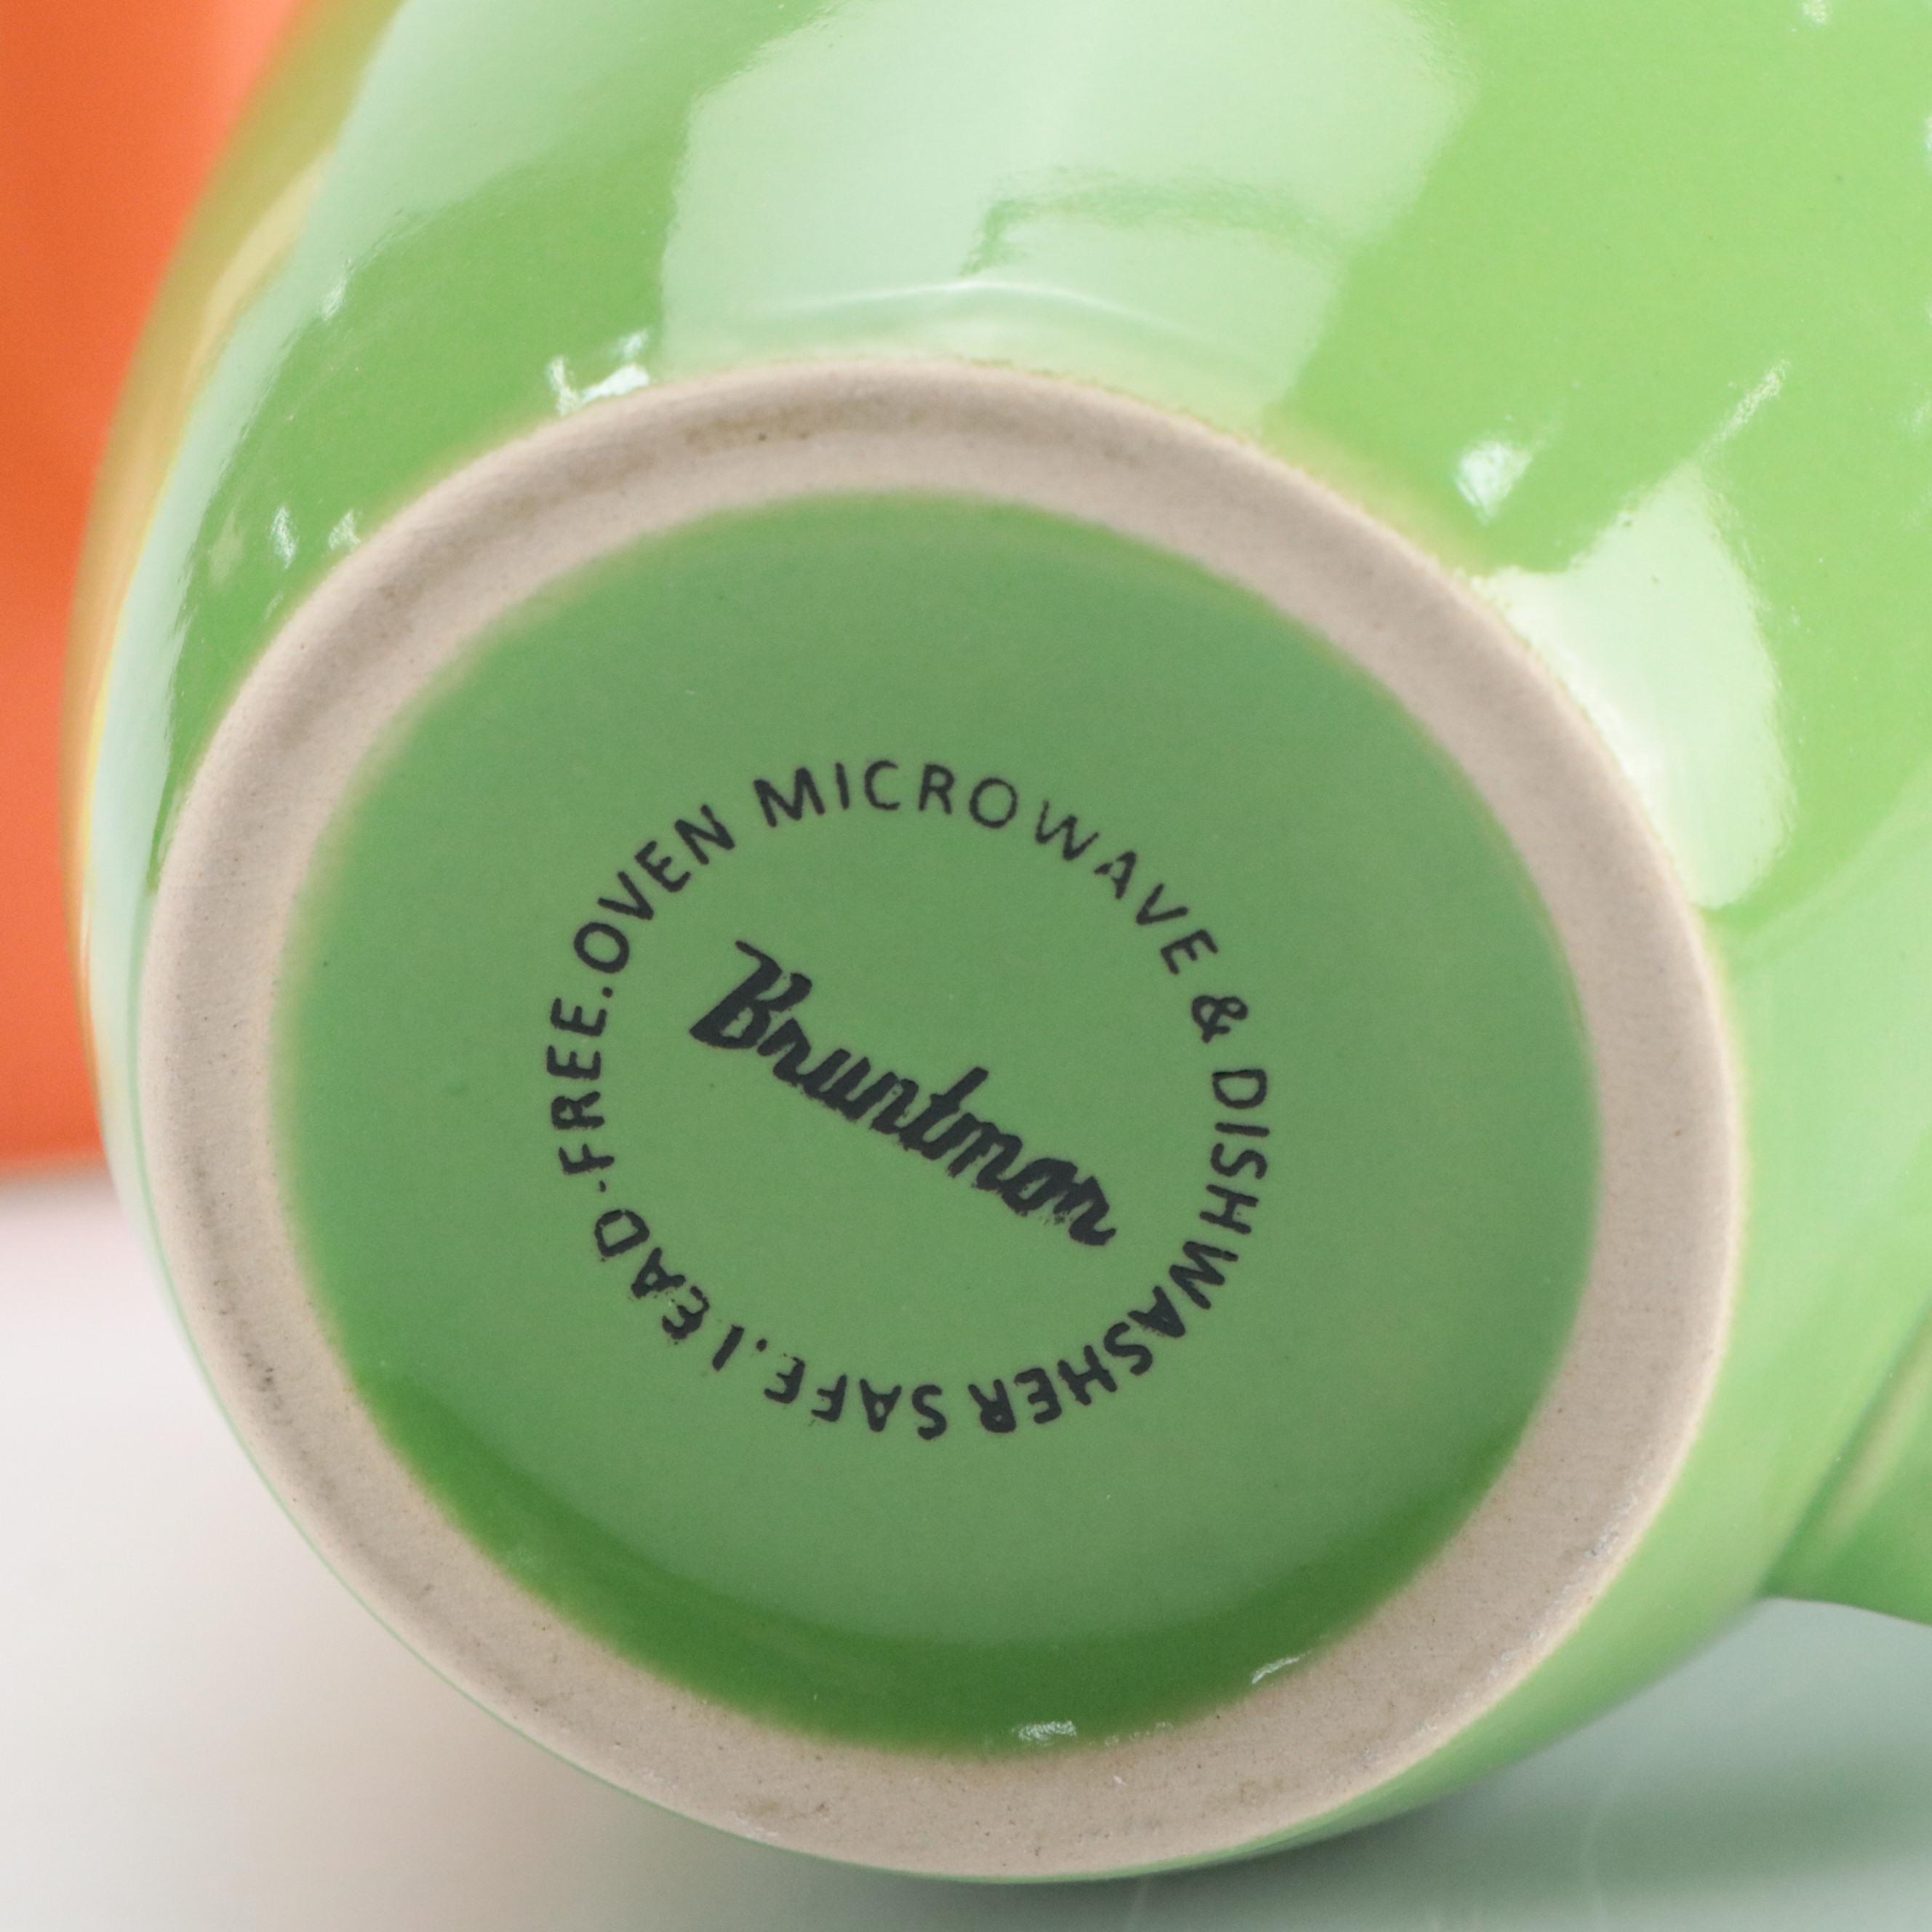 OVEN MICROWAVE & DISHWASHER SAFE.LEAD-FREE.
Bruntmor